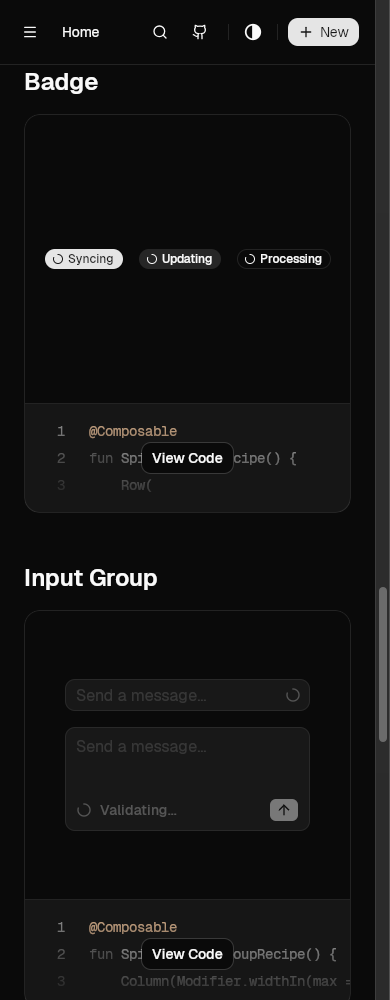 Home
New
Badge
Syncing
Updating
Processing
1 @Composable
2 fun Spi cipe() {
View Code
3 Row(
Input Group
Send a message...
Send a message...
Validating...
1 @Composable
2 fun Spi oupRecipe() {
View Code
3 Column(Modifier.widthIn(max =